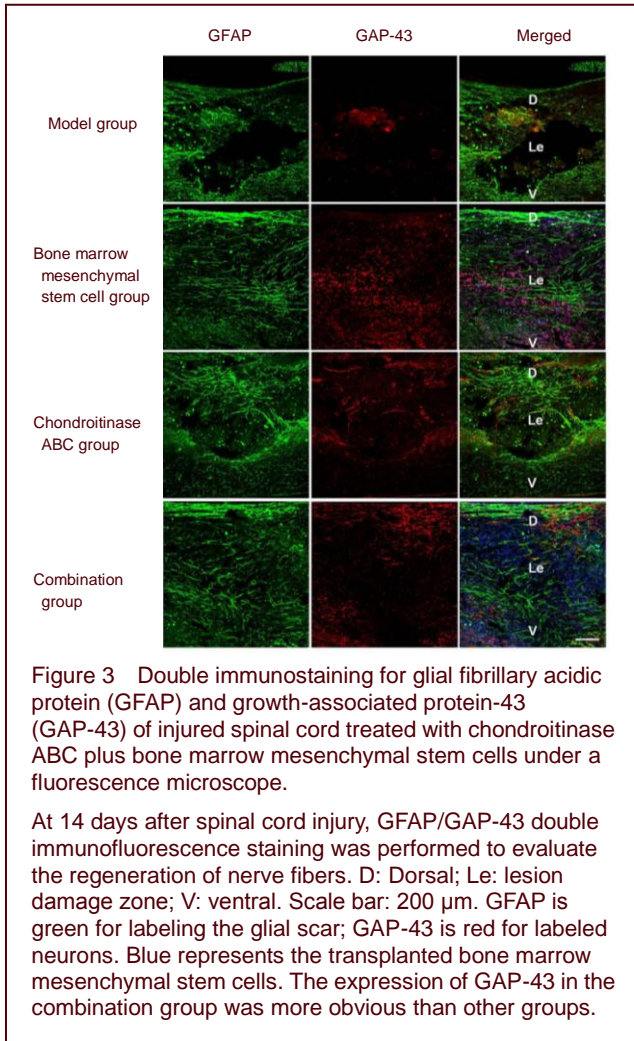 GFAP GAP-43 Merged
Model group
D
Le
V
Bone marrow
mesenchymal
stem cell group
D
Le
V
Chondroitinase
ABC group
D
Le
V
Combination
group
D
Le
V
Figure 3 Double immunostaining for glial fibrillary acidic
protein (GFAP) and growth-associated protein-43
(GAP-43) of injured spinal cord treated with chondroitinase
ABC plus bone marrow mesenchymal stem cells under a
fluorescence microscope.
At 14 days after spinal cord injury, GFAP/GAP-43 double
immunofluorescence staining was performed to evaluate
the regeneration of nerve fibers. D: Dorsal; Le: lesion
damage zone; V: ventral. Scale bar: 200 μm. GFAP is
green for labeling the glial scar; GAP-43 is red for labeled
neurons. Blue represents the transplanted bone marrow
mesenchymal stem cells. The expression of GAP-43 in the
combination group was more obvious than other groups.